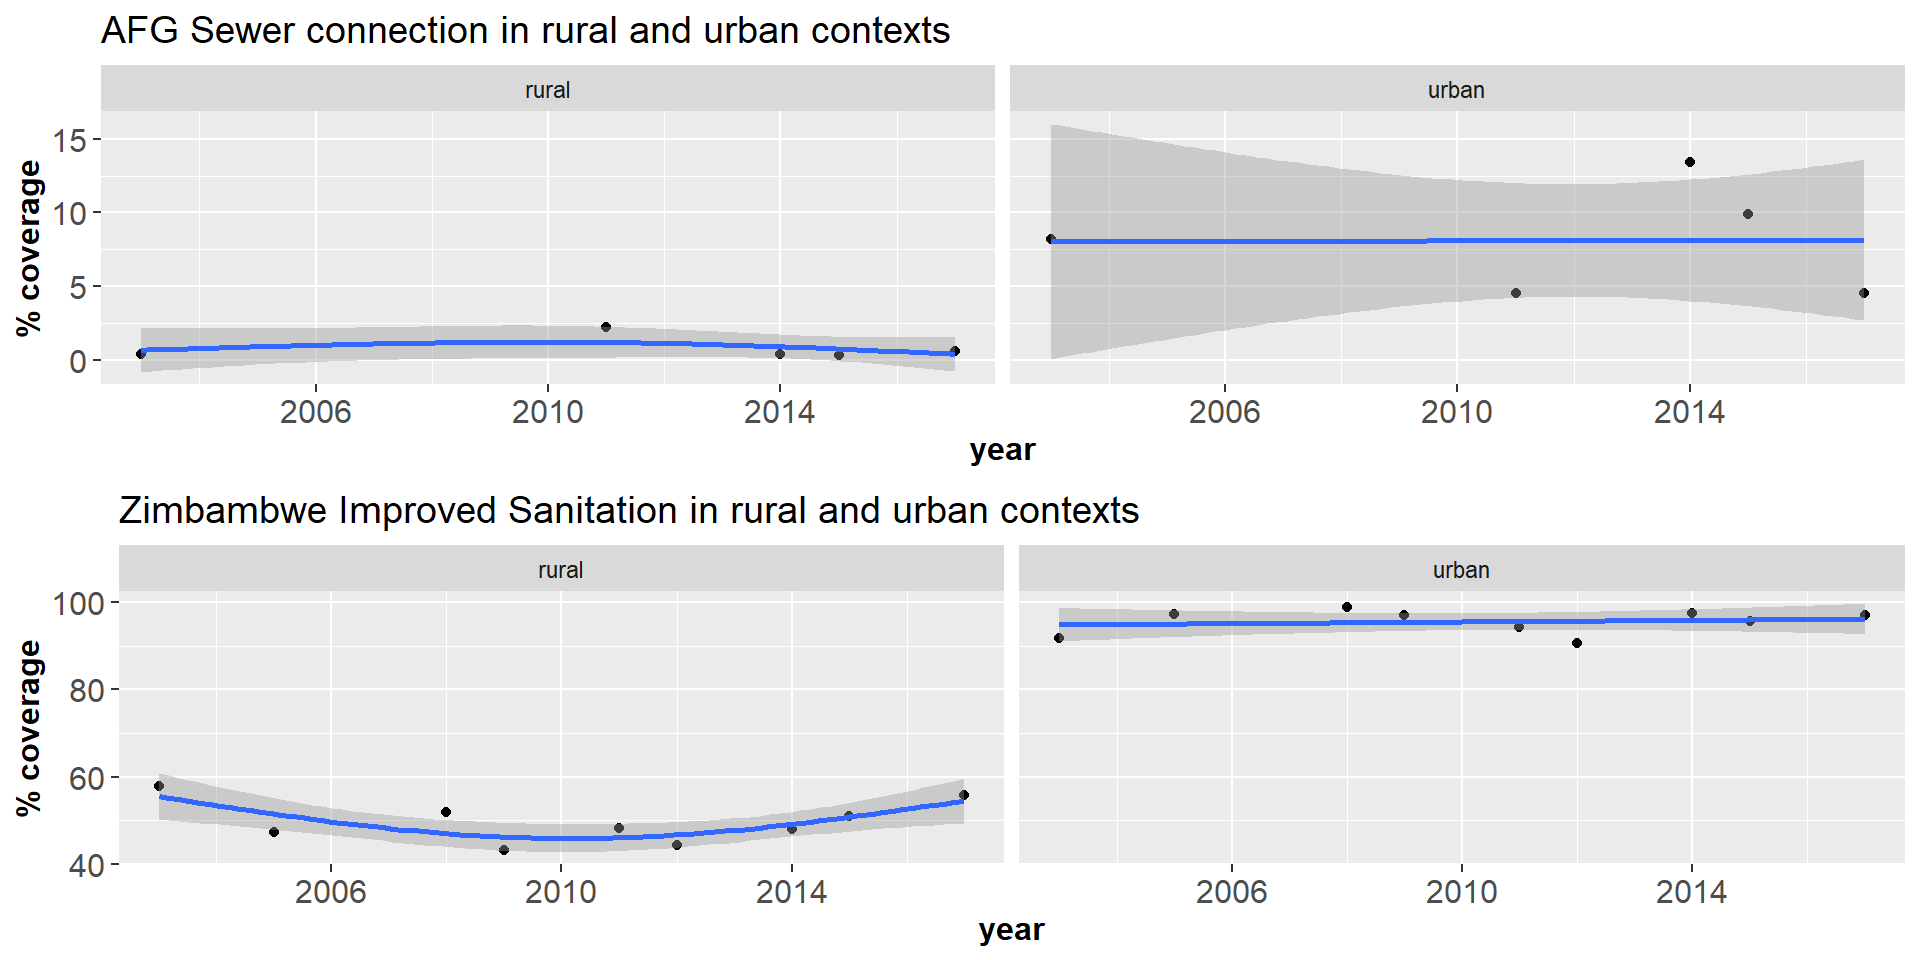 AFG Sewer connection in rural and urban contexts
rural
urban
% coverage
15
10
5
0
2006 2010 2014 2006 2010 2014
year
Zimbambwe Improved Sanitation in rural and urban contexts
rural
urban
% coverage
100
80
60
40
2006 2010 2014 2006 2010 2014
year